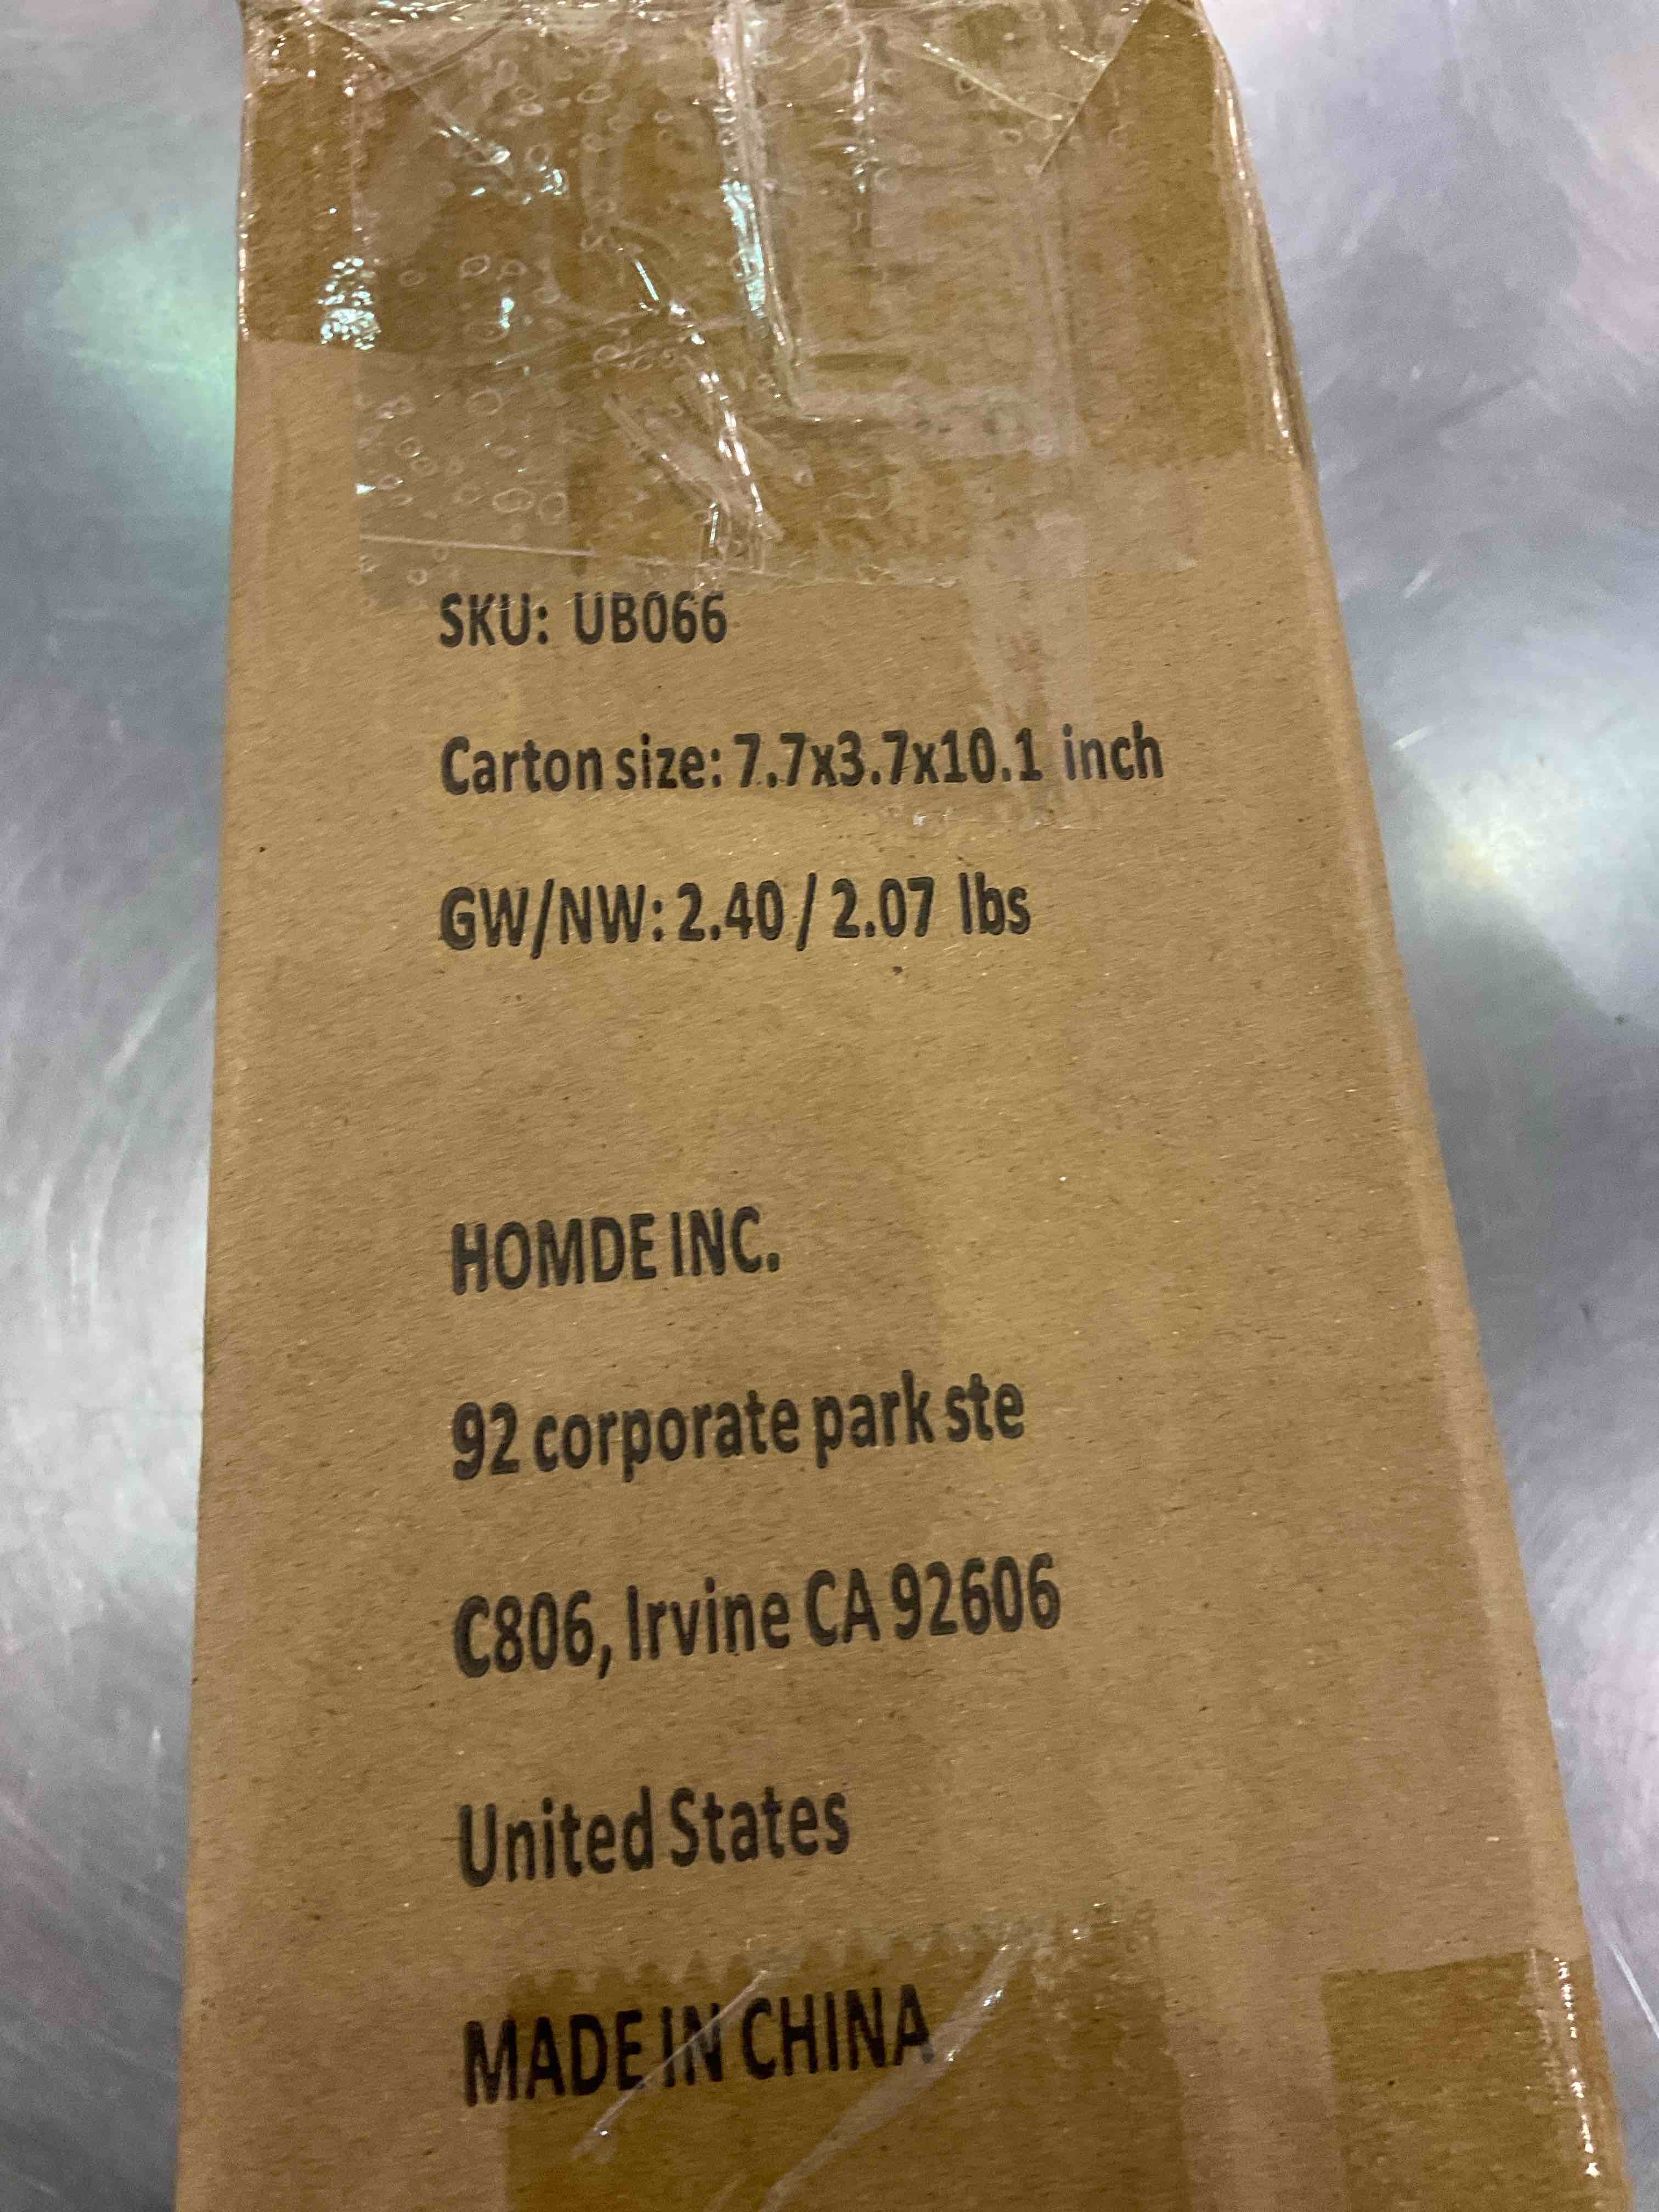 SKU: UB066
Carton size: 7.7x3.7x10.1 inch
GW/NW: 2.40 / 2.07 lbs
HOMDE INC.
92 corporate park ste
C806, Irvine CA 92606
United States
MADE IN CHINA